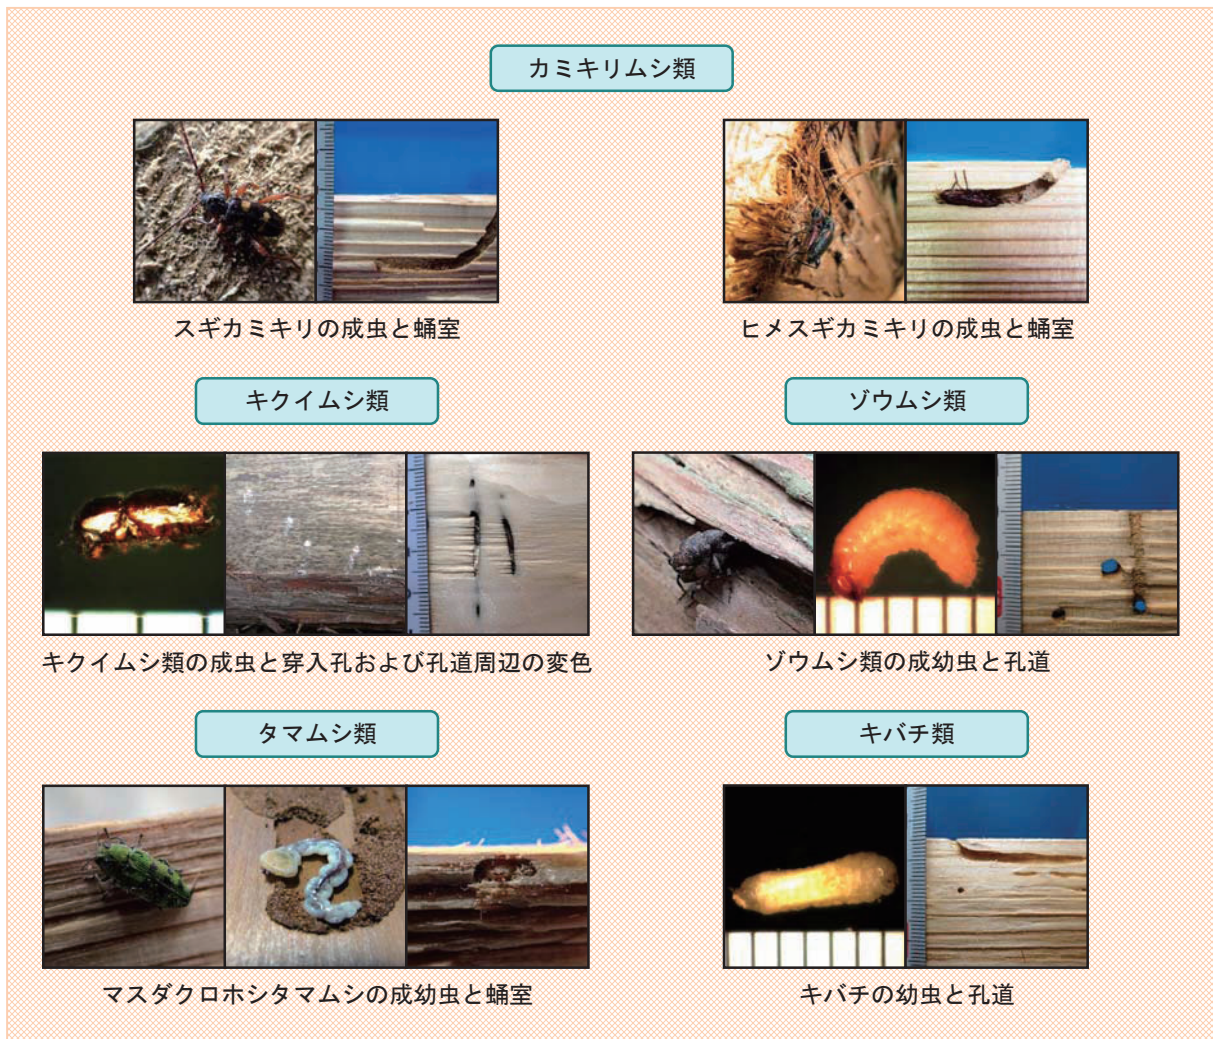 カミキリムシ類
スギカミキリの成虫と蛹室
ヒメスギカミキリの成虫と蛹室
キクイムシ類
ゾウムシ類
キクイムシ類の成虫と穿入孔および孔道周辺の変色
ゾウムシ類の成幼虫と孔道
タマムシ類
キバチ類
マスダクロホシタマムシの成幼虫と蛹室
キバチの幼虫と孔道